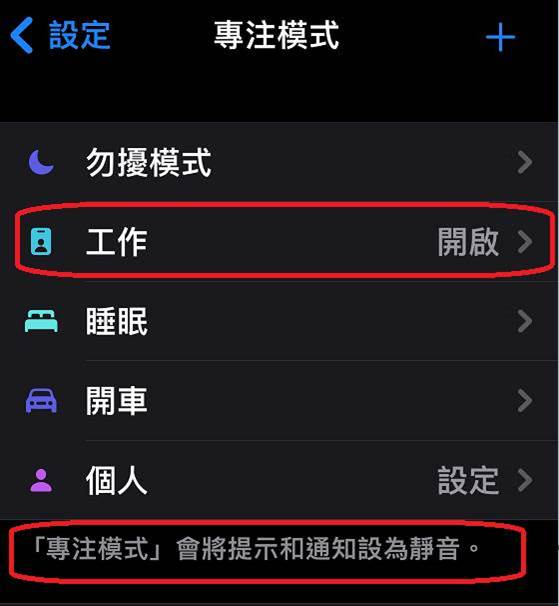 設定
專注模式
勿擾模式
工作 開啟
睡眠
開車
個人 設定
「專注模式」會將提示和通知設為靜音。